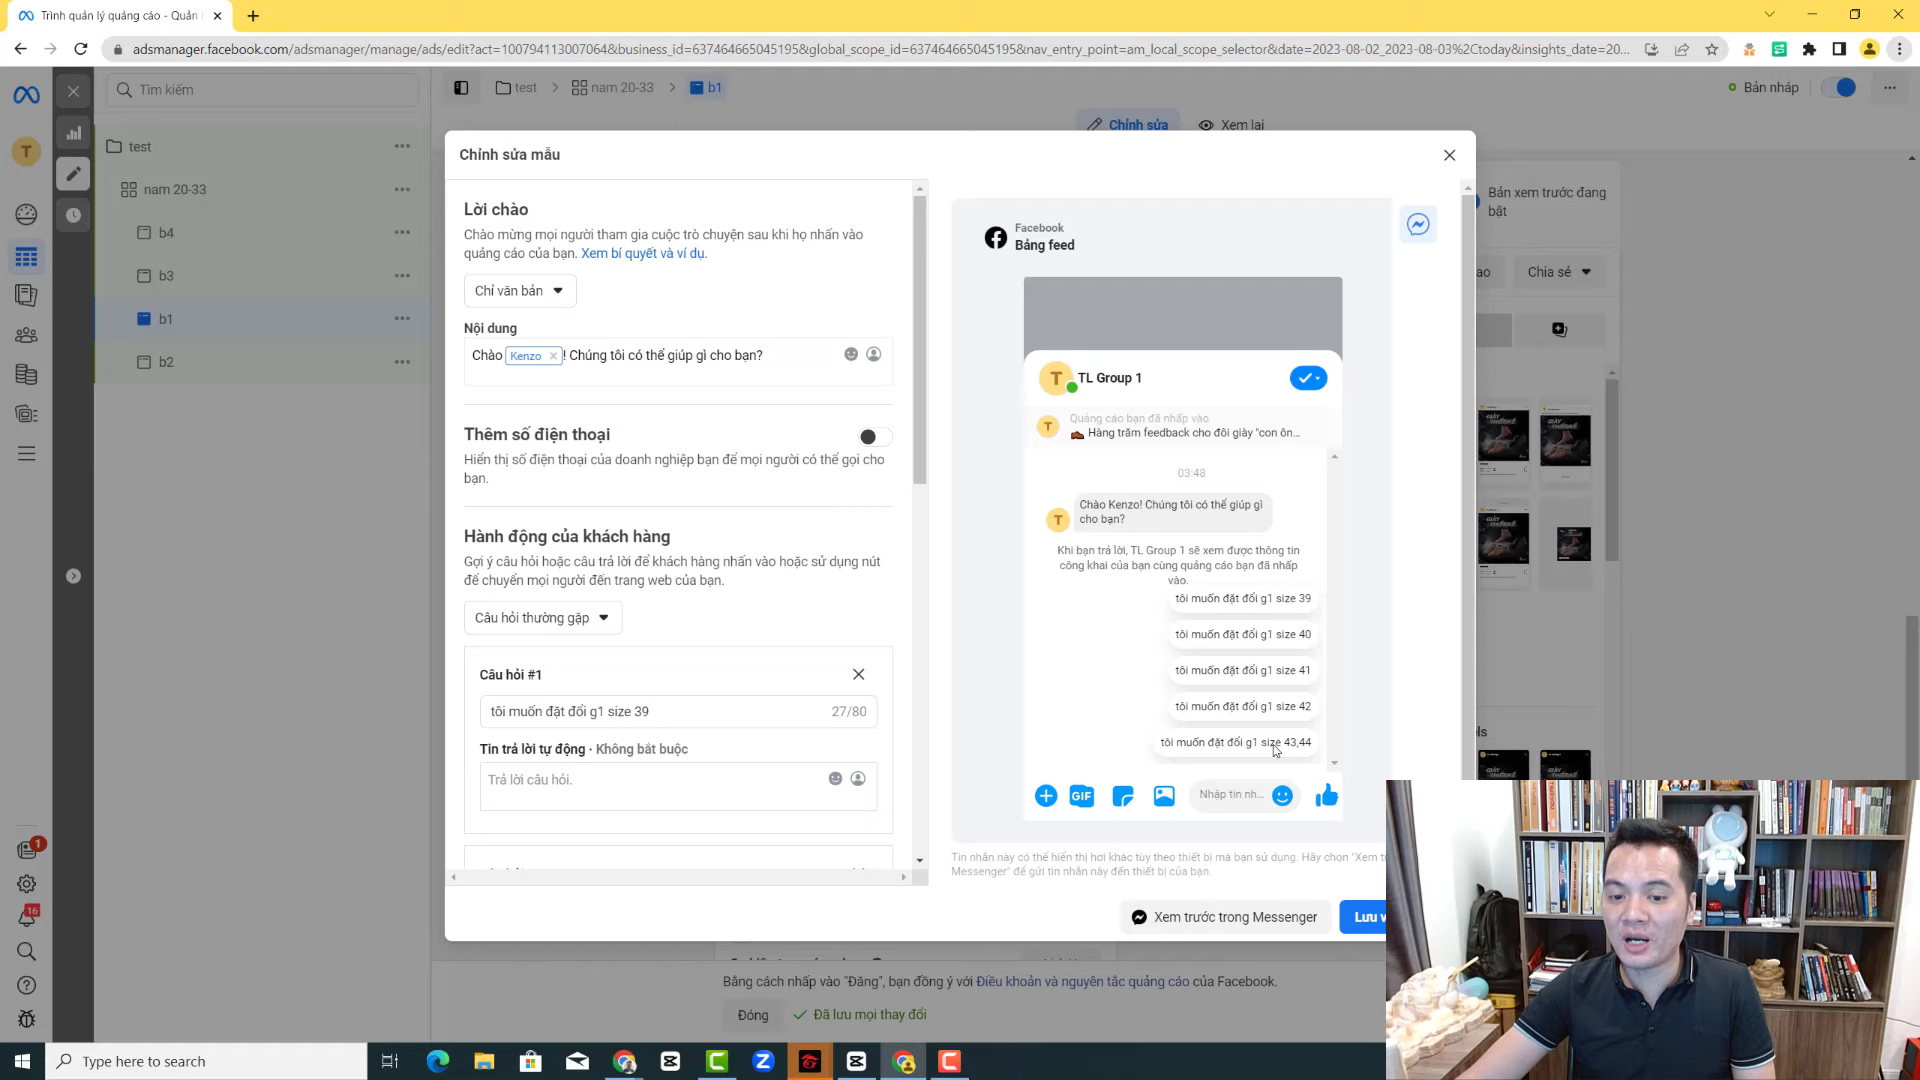 Trình quản lý quảng cáo - Quản
adsmanager.facebook.com/adsmanager/manage/ads/edit?act=100794113007064&business_id=637464665045195&global_scope_id=637464665045195&nav_entry_point=am_local_scope_selector&date=2023-08-02_2023-08-03%2Ctoday&insights_date=20...
Tìm kiếm
test
nam 20-33
b1
Bản nháp
Chỉnh sửa
Xem lại
T
test
nam 20-33
b4
b3
b1
b2
Chỉnh sửa mẫu
Lời chào
Chào mừng mọi người tham gia cuộc trò chuyện sau khi họ nhấn vào
quảng cáo của bạn. Xem bí quyết và ví dụ.
Chỉ văn bản
Nội dung
Chào Kenzo ! Chúng tôi có thể giúp gì cho bạn?
Thêm số điện thoại
Hiển thị số điện thoại của doanh nghiệp bạn để mọi người có thể gọi cho
bạn.
Hành động của khách hàng
Gợi ý câu hỏi hoặc câu trả lời để khách hàng nhấn vào hoặc sử dụng nút
để chuyển mọi người đến trang web của bạn.
Câu hỏi thường gặp
Câu hỏi #1
tôi muốn đặt đổi g1 size 39
27/80
Tin trả lời tự động · Không bắt buộc
Trả lời câu hỏi.
Facebook
Bảng feed
T
TL Group 1
T
Quảng cáo bạn đã nhấp vào
Hàng trăm feedback cho đôi giày "con ôn...
03:48
T
Chào Kenzo! Chúng tôi có thể giúp gì
cho bạn?
Khi bạn trả lời, TL Group 1 sẽ xem được thông tin
công khai của bạn cùng quảng cáo bạn đã nhấp
vào.
tôi muốn đặt đổi g1 size 39
tôi muốn đặt đổi g1 size 40
tôi muốn đặt đổi g1 size 41
tôi muốn đặt đổi g1 size 42
tôi muốn đặt đổi g1 size 43,44
GIF
Nhập tin nh...
Tin nhắn này có thể hiển thị hơi khác tùy theo thiết bị mà bạn sử dụng. Hãy chọn "Xem tr
Messenger" để gửi tin nhắn này đến thiết bị của bạn.
Xem trước trong Messenger
Lưu v
Bản xem trước đang
bật
ao
Chia sẻ
ls
Bằng cách nhấp vào "Đăng", bạn đồng ý với Điều khoản và nguyên tắc quảng cáo của Facebook.
Đóng
Đã lưu mọi thay đổi
1
16
Type here to search